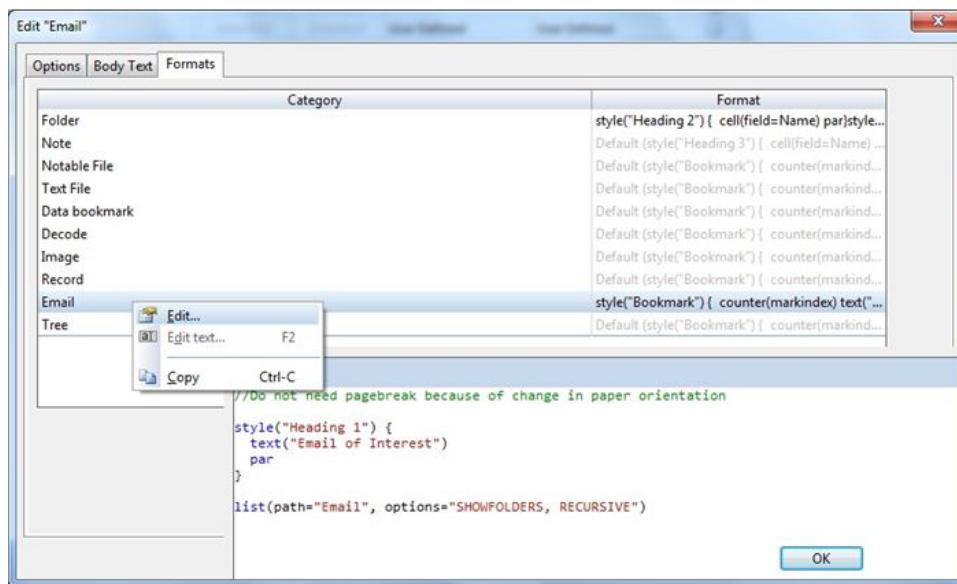 Edit "Email"
Options Body Text Formats
Category Format
Folder style("Heading 2") { cell(field=Name) par}style...
Note Default (style("Heading 3") { cell(field=Name) ...
Notable File Default (style("Bookmark") { counter(markind...
Text File Default (style("Bookmark") { counter(markind...
Data bookmark Default (style("Bookmark") { counter(markind...
Decode Default (style("Bookmark") { counter(markind...
Image Default (style("Bookmark") { counter(markind...
Record Default (style("Bookmark") { counter(markind...
Email style("Bookmark") { counter(markindex) text("...
Tree Default (style("Bookmark") { counter(markind...
Edit...
Edit text... F2
Copy Ctrl-C
//Do not need pagebreak because of change in paper orientation
style("Heading 1") {
text("Email of Interest")
par
}
list(path="Email", options="SHOWFOLDERS, RECURSIVE")
OK